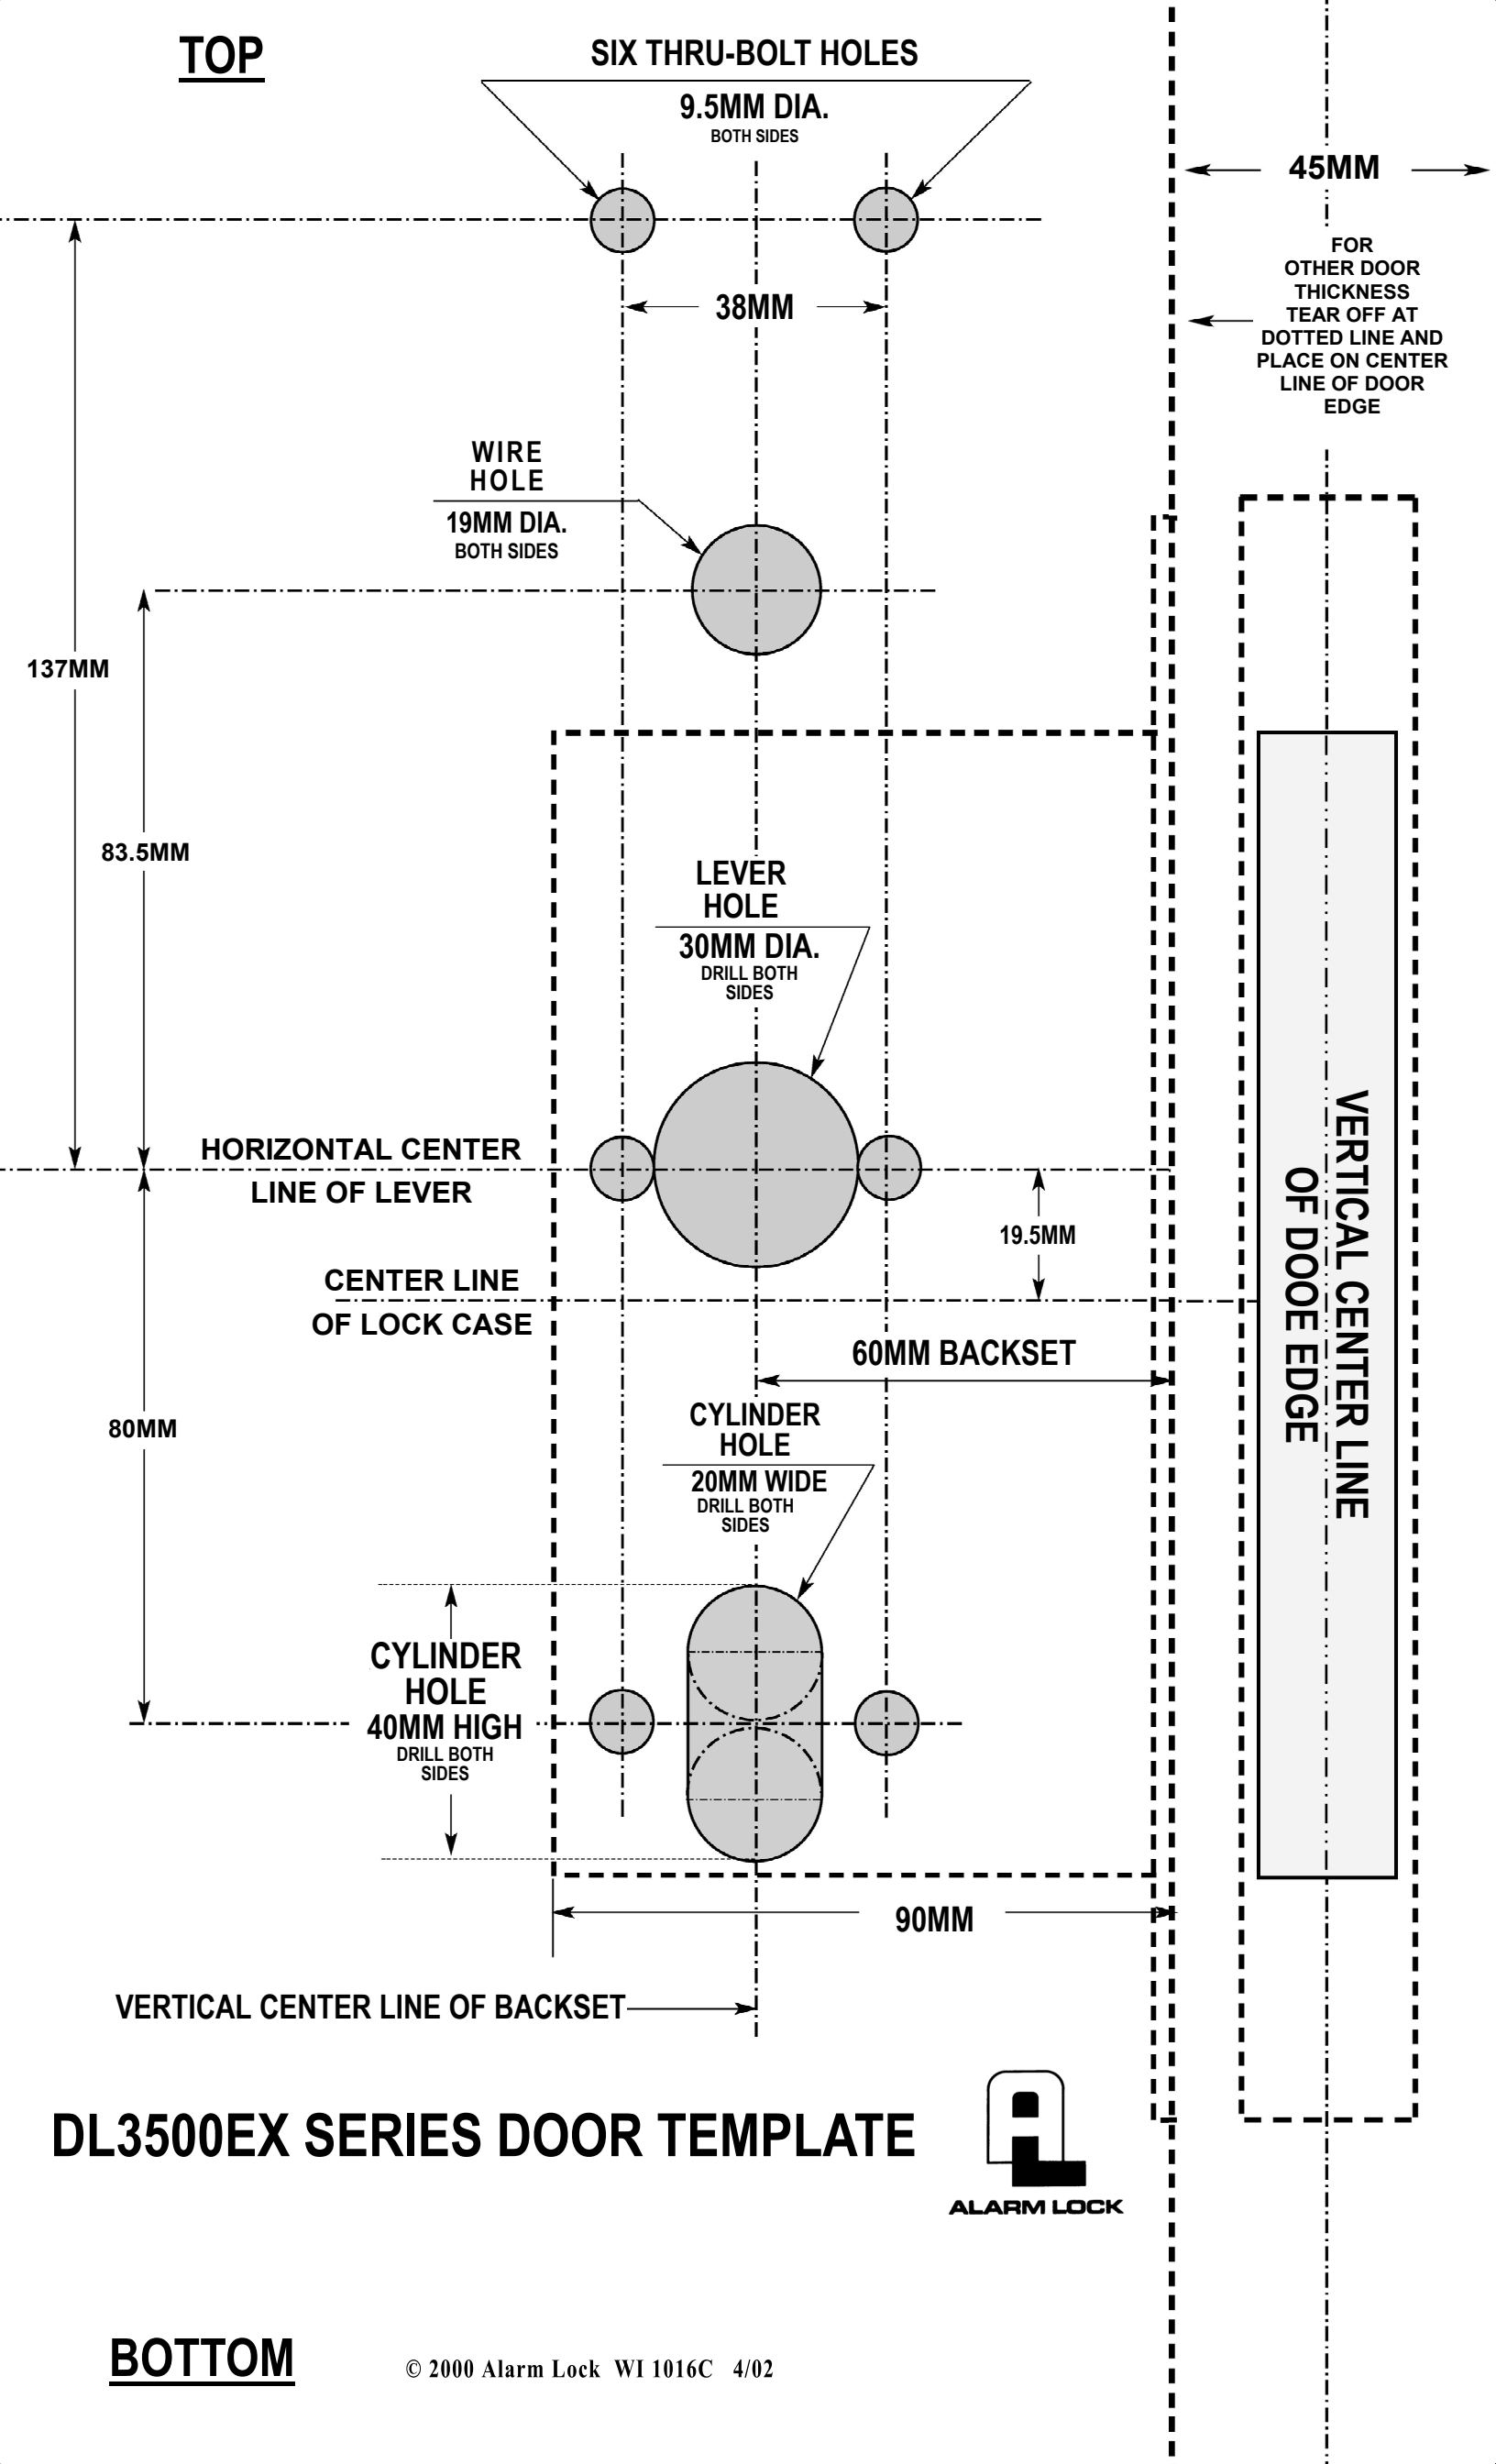 TOP
SIX THRU-BOLT HOLES
9.5MM DIA.
BOTH SIDES
45MM
FOR
OTHER DOOR
THICKNESS
TEAR OFF AT
DOTTED LINE AND
PLACE ON CENTER
LINE OF DOOR
EDGE
38MM
WIRE
HOLE
19MM DIA.
BOTH SIDES
137MM
83.5MM
LEVER
HOLE
30MM DIA.
DRILL BOTH
SIDES
HORIZONTAL CENTER
LINE OF LEVER
19.5MM
CENTER LINE
OF LOCK CASE
VERTICAL CENTER LINE
OF DOOE EDGE
60MM BACKSET
80MM
CYLINDER
HOLE
20MM WIDE
DRILL BOTH
SIDES
CYLINDER
HOLE
40MM HIGH
DRILL BOTH
SIDES
90MM
VERTICAL CENTER LINE OF BACKSET
DL3500EX SERIES DOOR TEMPLATE
ALARM LOCK
BOTTOM
© 2000 Alarm Lock WI 1016C 4/02